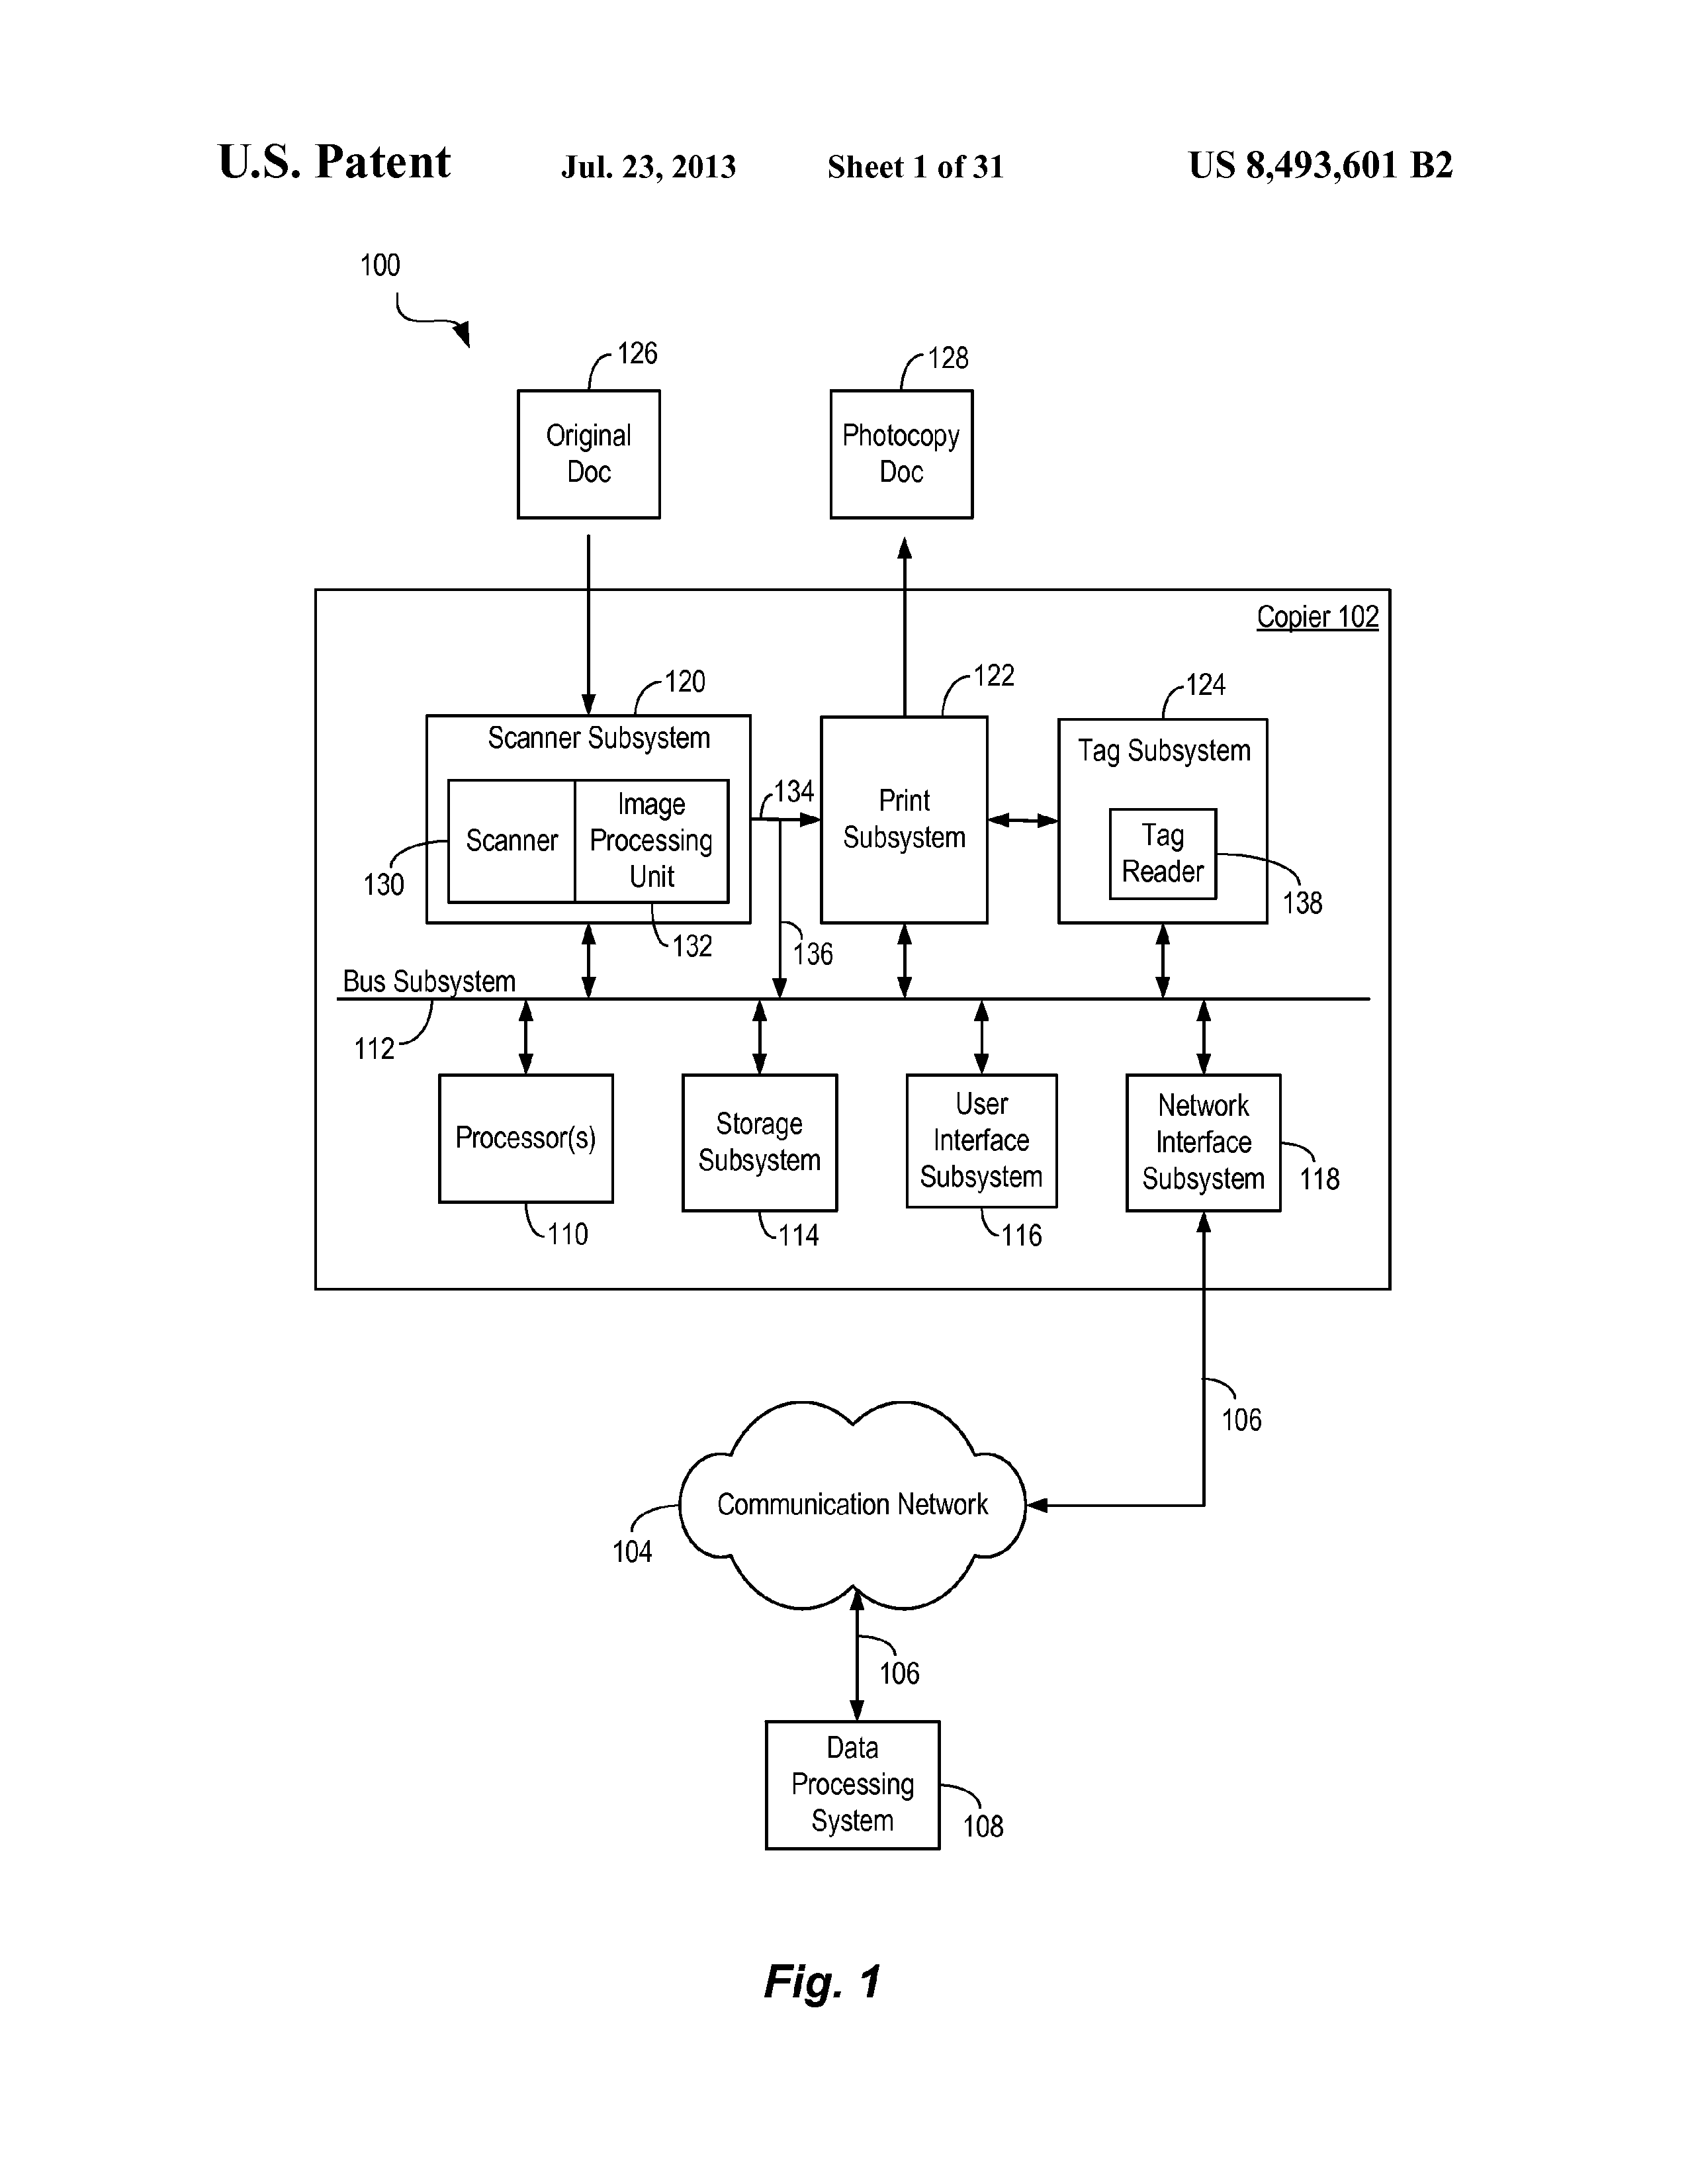 U.S. Patent Jul. 23, 2013 Sheet 1 of 31 US 8,493,601 B2
100
126
128
Original
Doc
Photocopy
Doc
Copier 102
120
122
124
Scanner Subsystem
Tag Subsystem
Scanner
Image
Processing
Unit
134
Print
Subsystem
Tag
Reader
130
132
136
138
Bus Subsystem
112
Processor(s)
Storage
Subsystem
User
Interface
Subsystem
Network
Interface
Subsystem
110
114
116
118
106
Communication Network
104
106
Data
Processing
System
108
Fig. 1